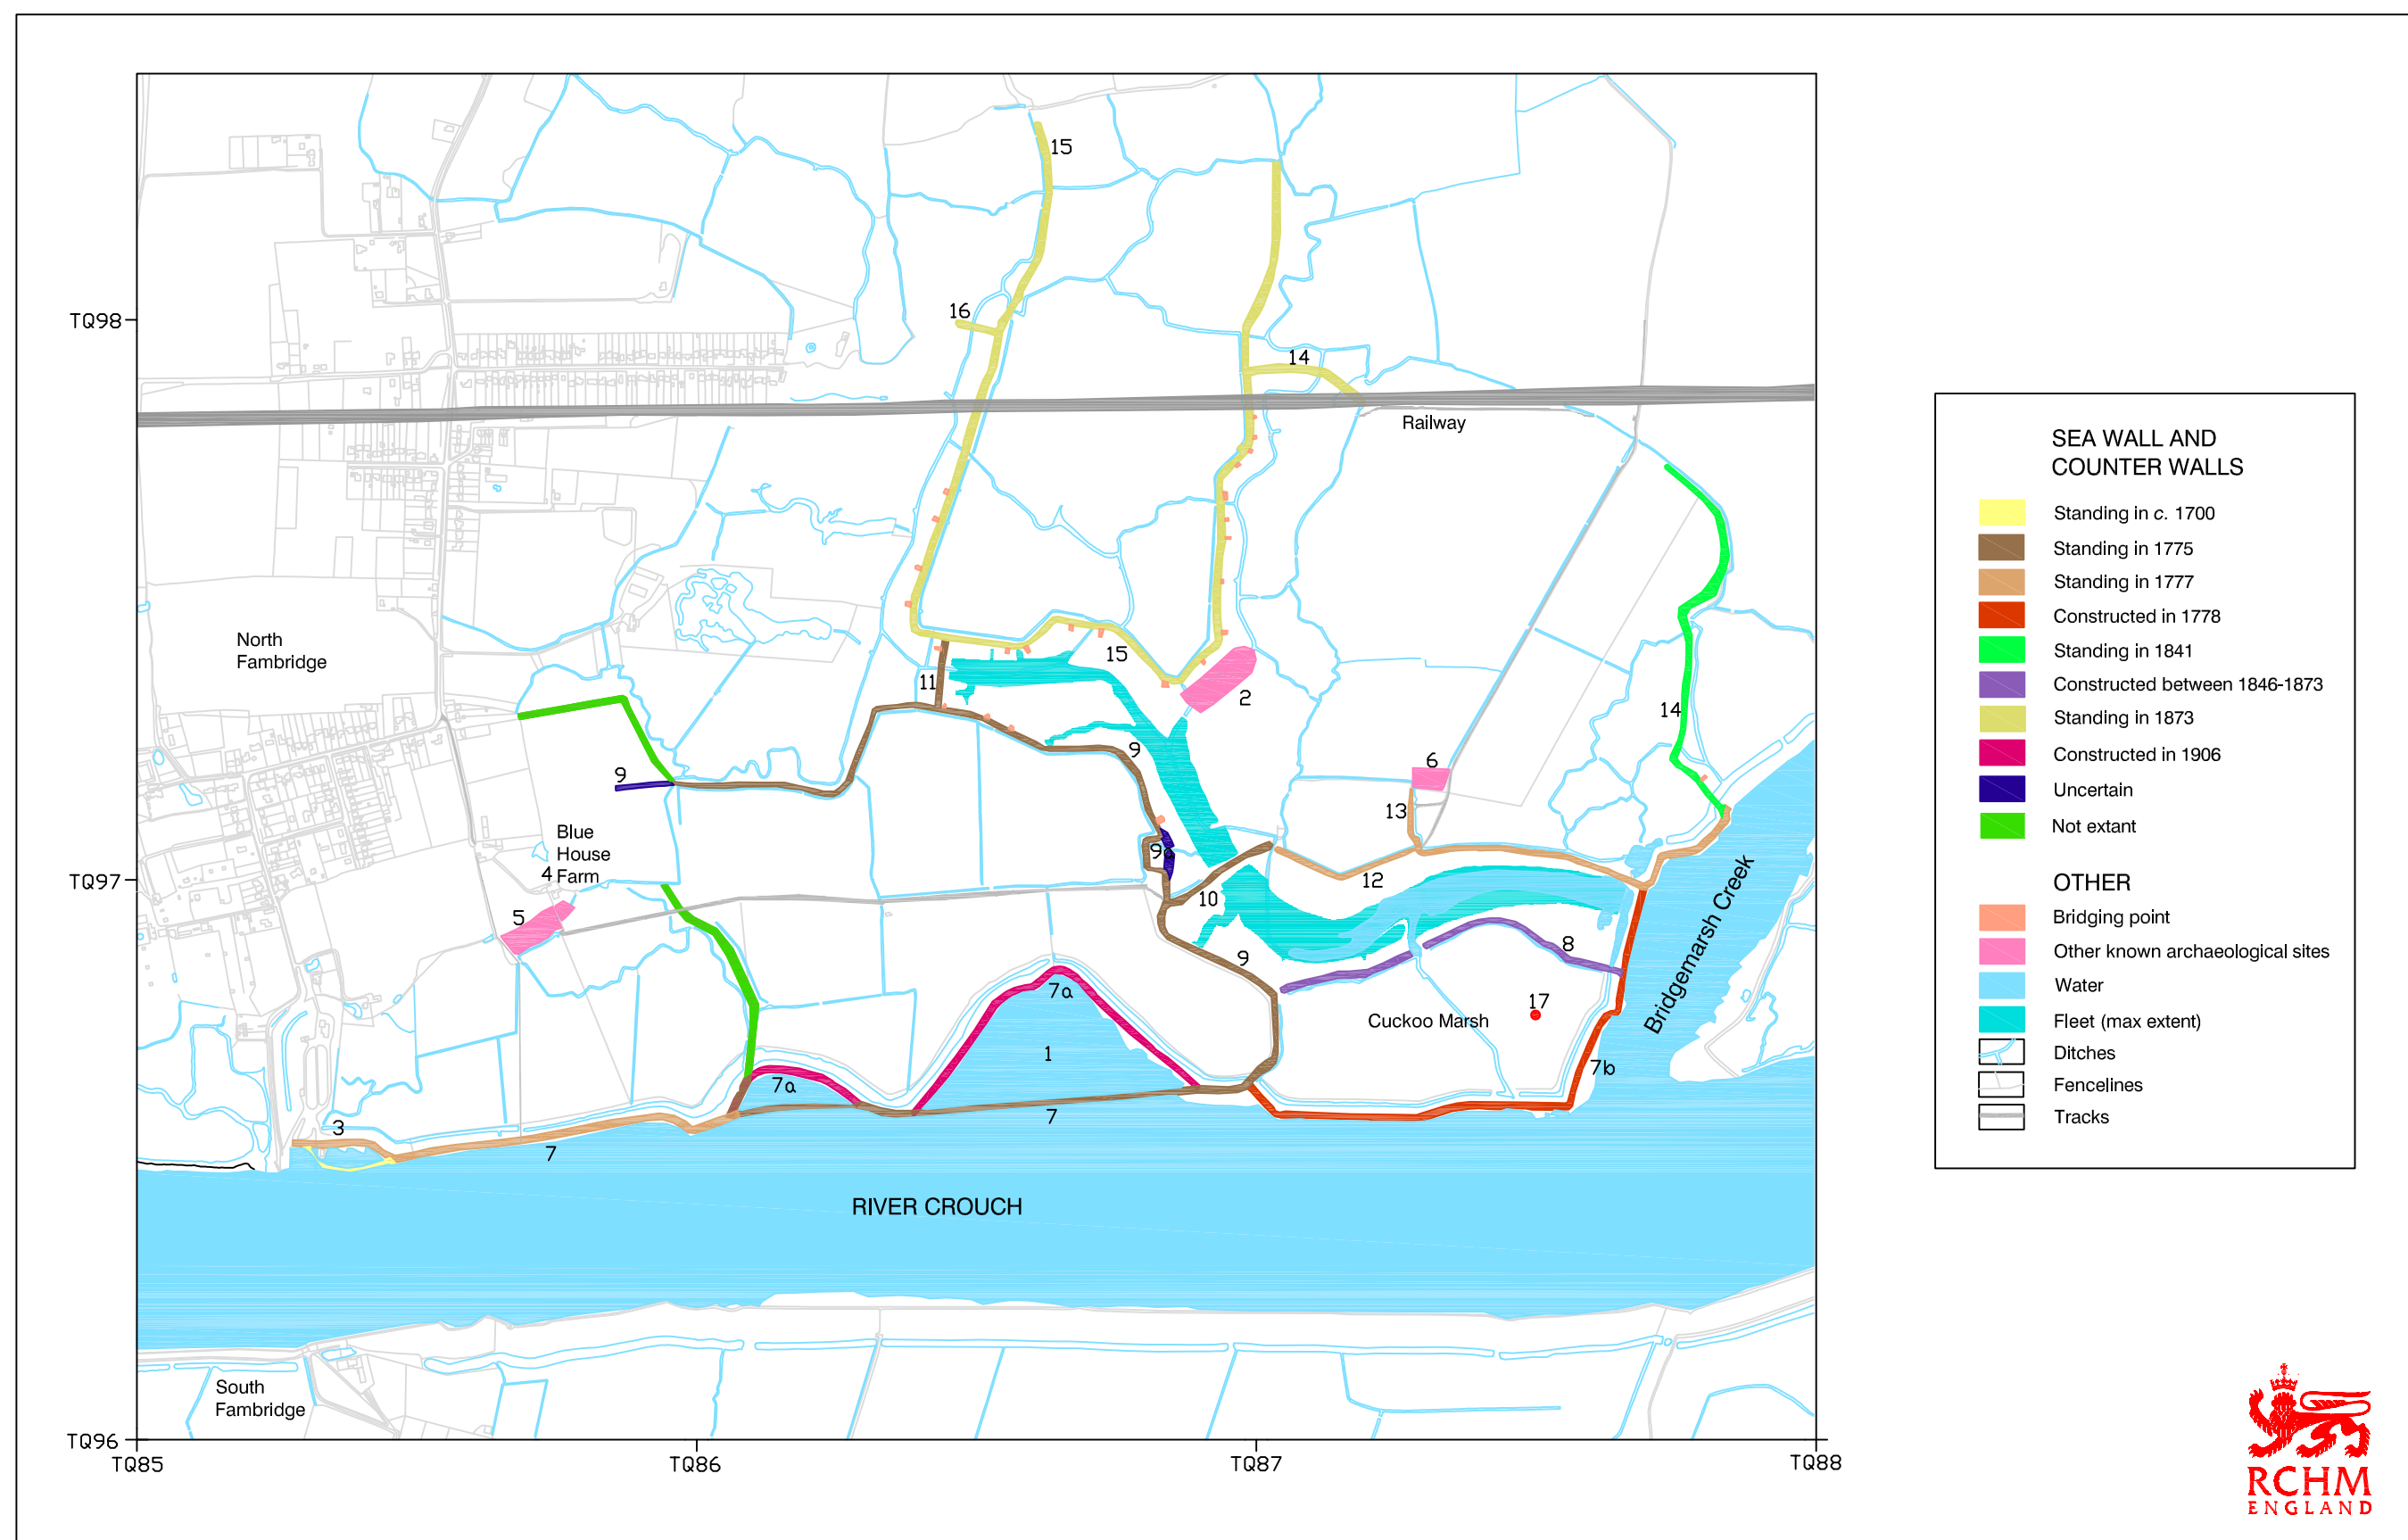 15
TQ98
16
14
Railway
North
Fambridge
15
11
2
14
9
9
6
13
Blue
House
Farm
4
9a
12
TQ97
5
10
8
9
7a
17
Cuckoo Marsh
Bridgemarsh Creek
1
7a
7b
7
3
7
RIVER CROUCH
South
Fambridge
TQ96
TQ85
TQ86
TQ87
TQ88
SEA WALL AND
COUNTER WALLS
Standing in c. 1700
Standing in 1775
Standing in 1777
Constructed in 1778
Standing in 1841
Constructed between 1846-1873
Standing in 1873
Constructed in 1906
Uncertain
Not extant
OTHER
Bridging point
Other known archaeological sites
Water
Fleet (max extent)
Ditches
Fencelines
Tracks
RCHM
ENGLAND